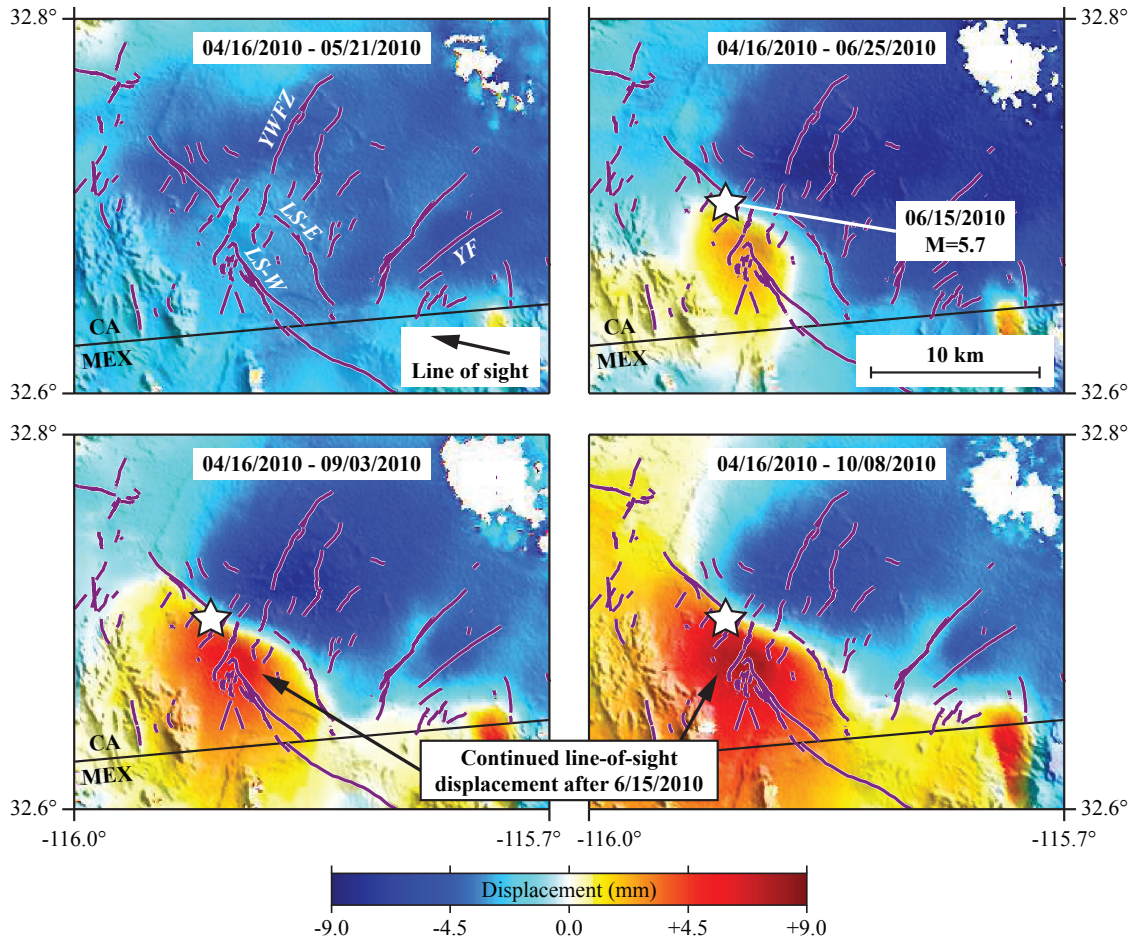 32.8°
04/16/2010 - 05/21/2010
YWFZ
LS-E
LS-W
YF
CA
MEX
Line of sight
32.6°
04/16/2010 - 06/25/2010
32.8°
06/15/2010
M=5.7
CA
MEX
10 km
32.6°
32.8°
04/16/2010 - 09/03/2010
CA
MEX
32.6°
-116.0°
-115.7°
04/16/2010 - 10/08/2010
32.8°
Continued line-of-sight
displacement after 6/15/2010
32.6°
-116.0°
-115.7°
Displacement (mm)
-9.0
-4.5
0.0
+4.5
+9.0